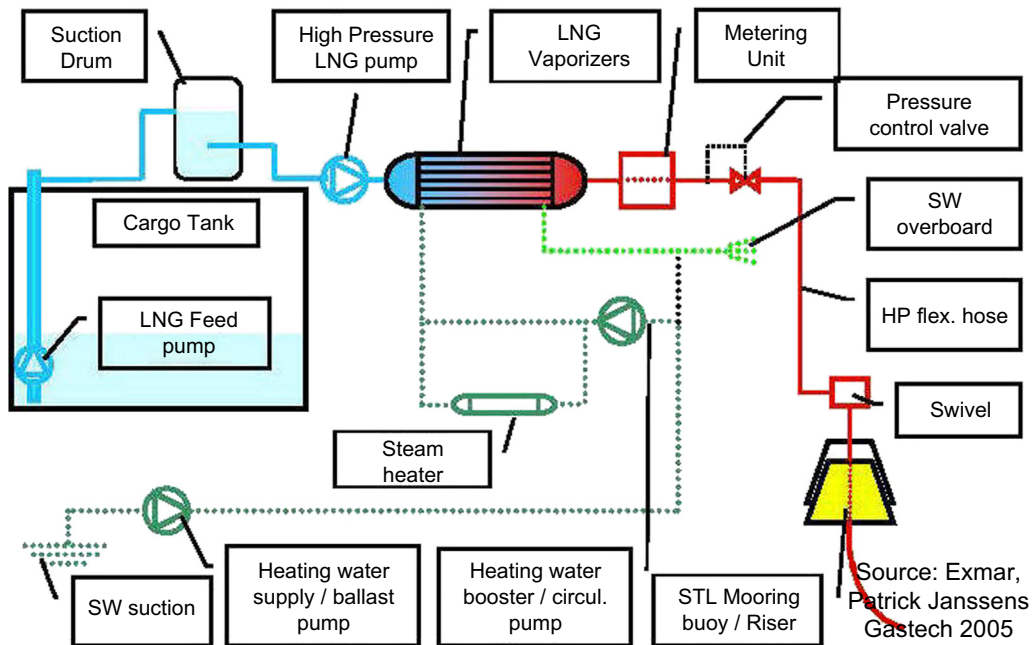 Suction
Drum
High Pressure
LNG pump
LNG
Vaporizers
Metering
Unit
Pressure
control valve
Cargo Tank
SW
overboard
LNG Feed
pump
HP flex. hose
Swivel
Steam
heater
SW suction
Heating water
supply / ballast
pump
Heating water
booster / circul.
pump
STL Mooring
buoy / Riser
Source: Exmar,
Patrick Janssens
Gastech 2005